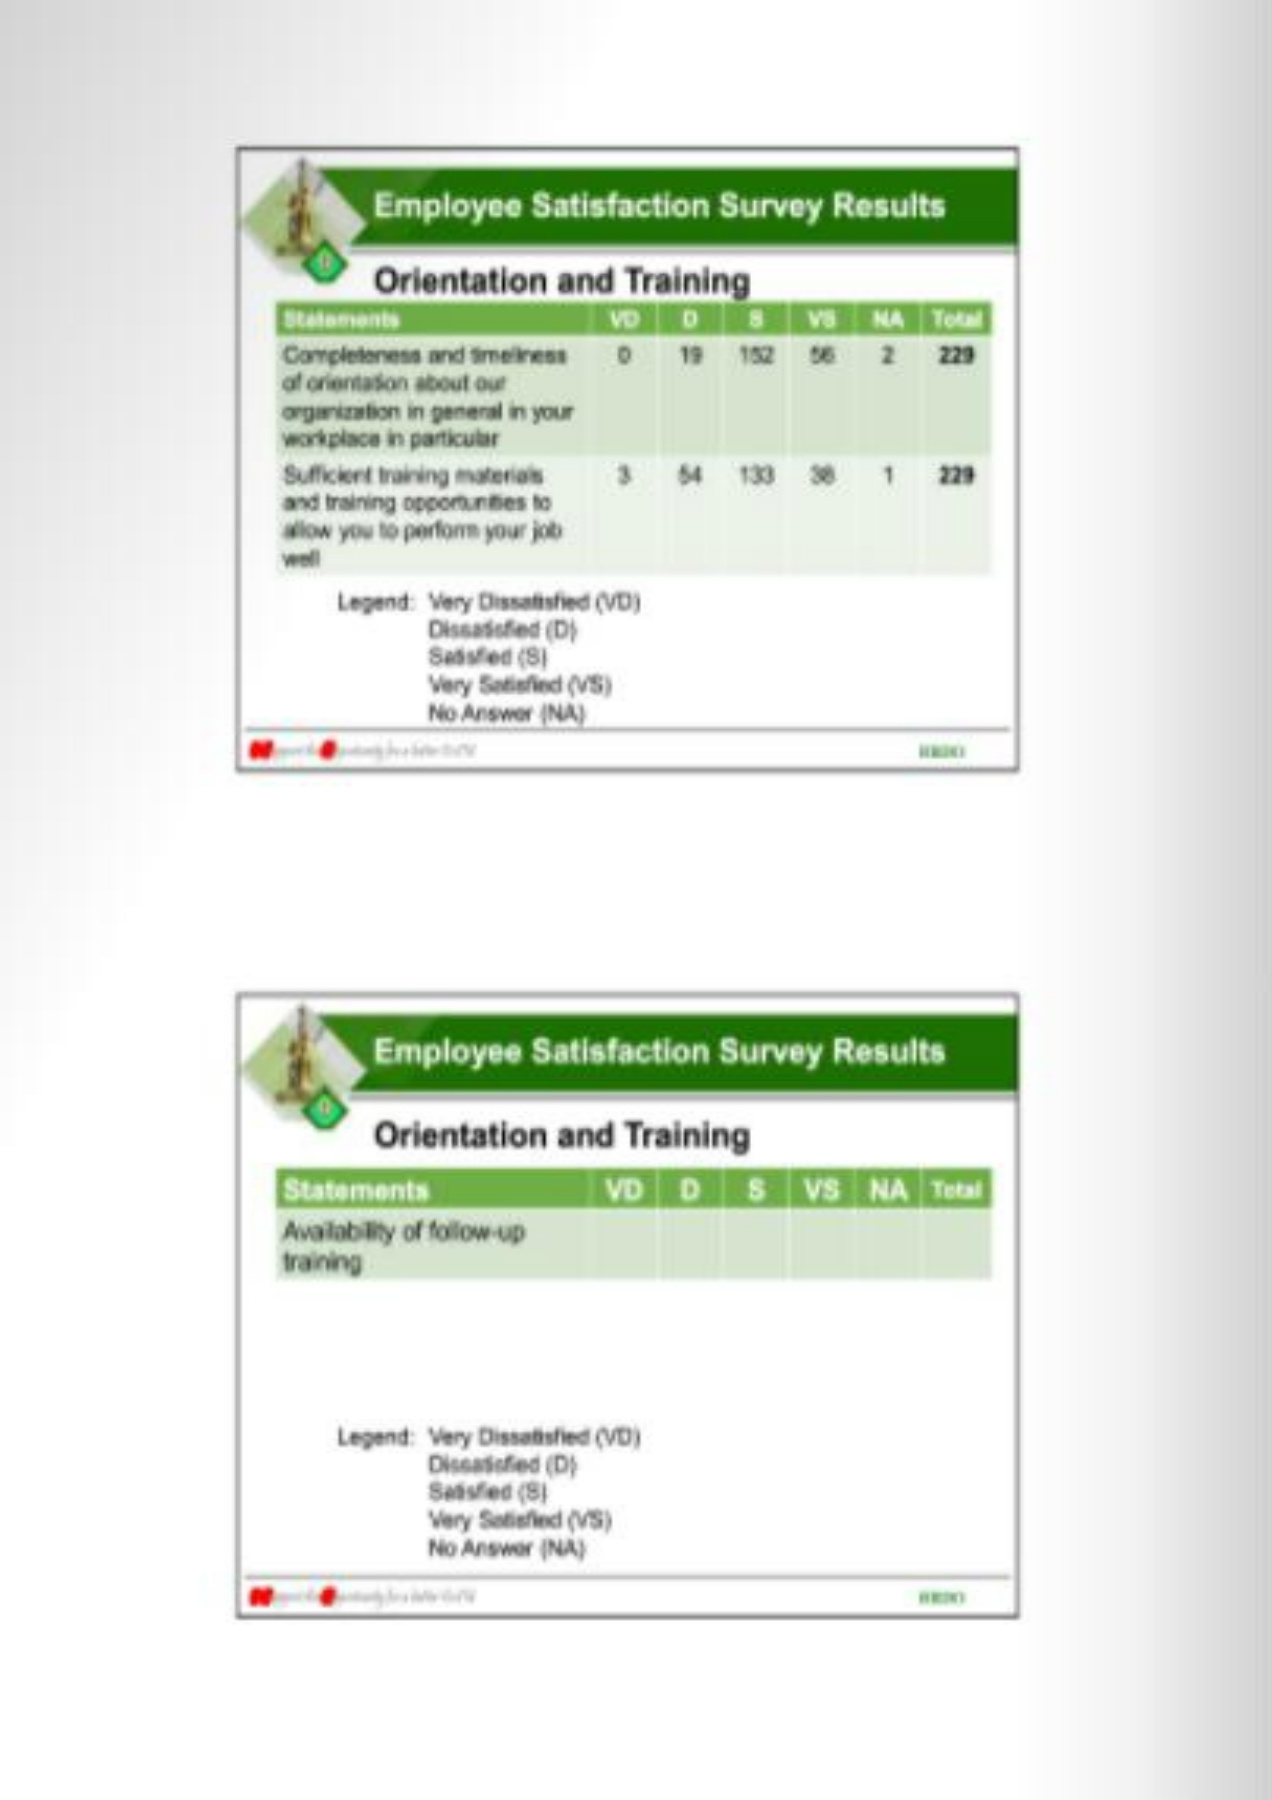 Employee Satisfaction Survey Results
Orientation and Training
Statements VD D S VS NA Total
Completeness and timeliness 0 19 152 56 2 229
of orientation about our
organization in general in your
workplace in particular
Sufficient training materials 3 54 133 38 1 229
and training opportunities to
allow you to perform your job
well
Legend: Very Dissatisfied (VD)
Dissatisfied (D)
Satisfied (S)
Very Satisfied (VS)
No Answer (NA)
HRDO
Employee Satisfaction Survey Results
Orientation and Training
Statements VD D S VS NA Total
Availability of follow-up
training
Legend: Very Dissatisfied (VD)
Dissatisfied (D)
Satisfied (S)
Very Satisfied (VS)
No Answer (NA)
HRDO